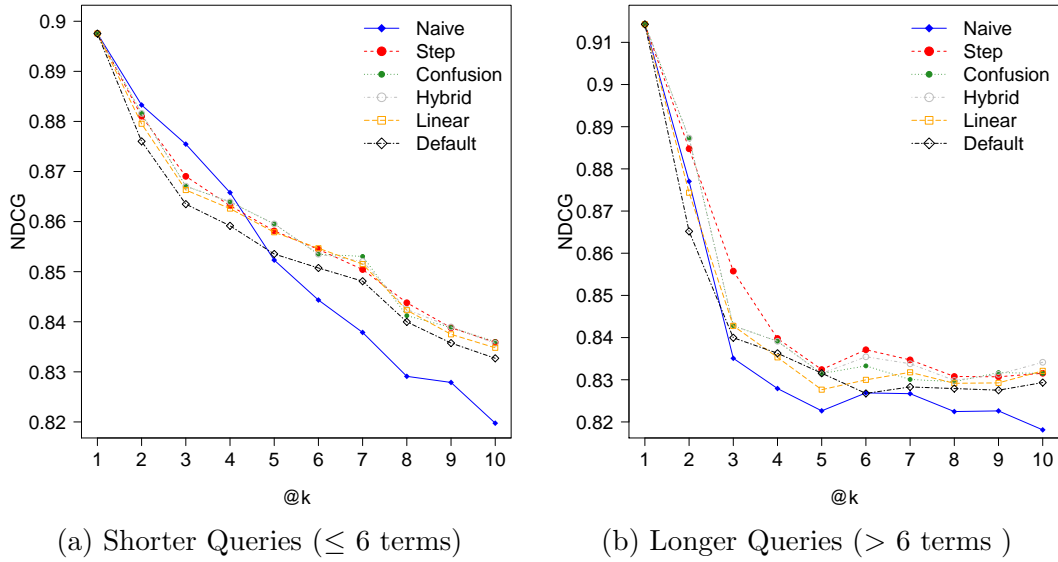 0.9
0.89
0.88
0.87
0.86
0.85
0.84
0.83
0.82
NDCG
1 2 3 4 5 6 7 8 9 10
@k
Naive
Step
Confusion
Hybrid
Linear
Default
(a) Shorter Queries (≤ 6 terms)
0.91
0.9
0.89
0.88
0.87
0.86
0.85
0.84
0.83
0.82
NDCG
1 2 3 4 5 6 7 8 9 10
@k
Naive
Step
Confusion
Hybrid
Linear
Default
(b) Longer Queries (> 6 terms )